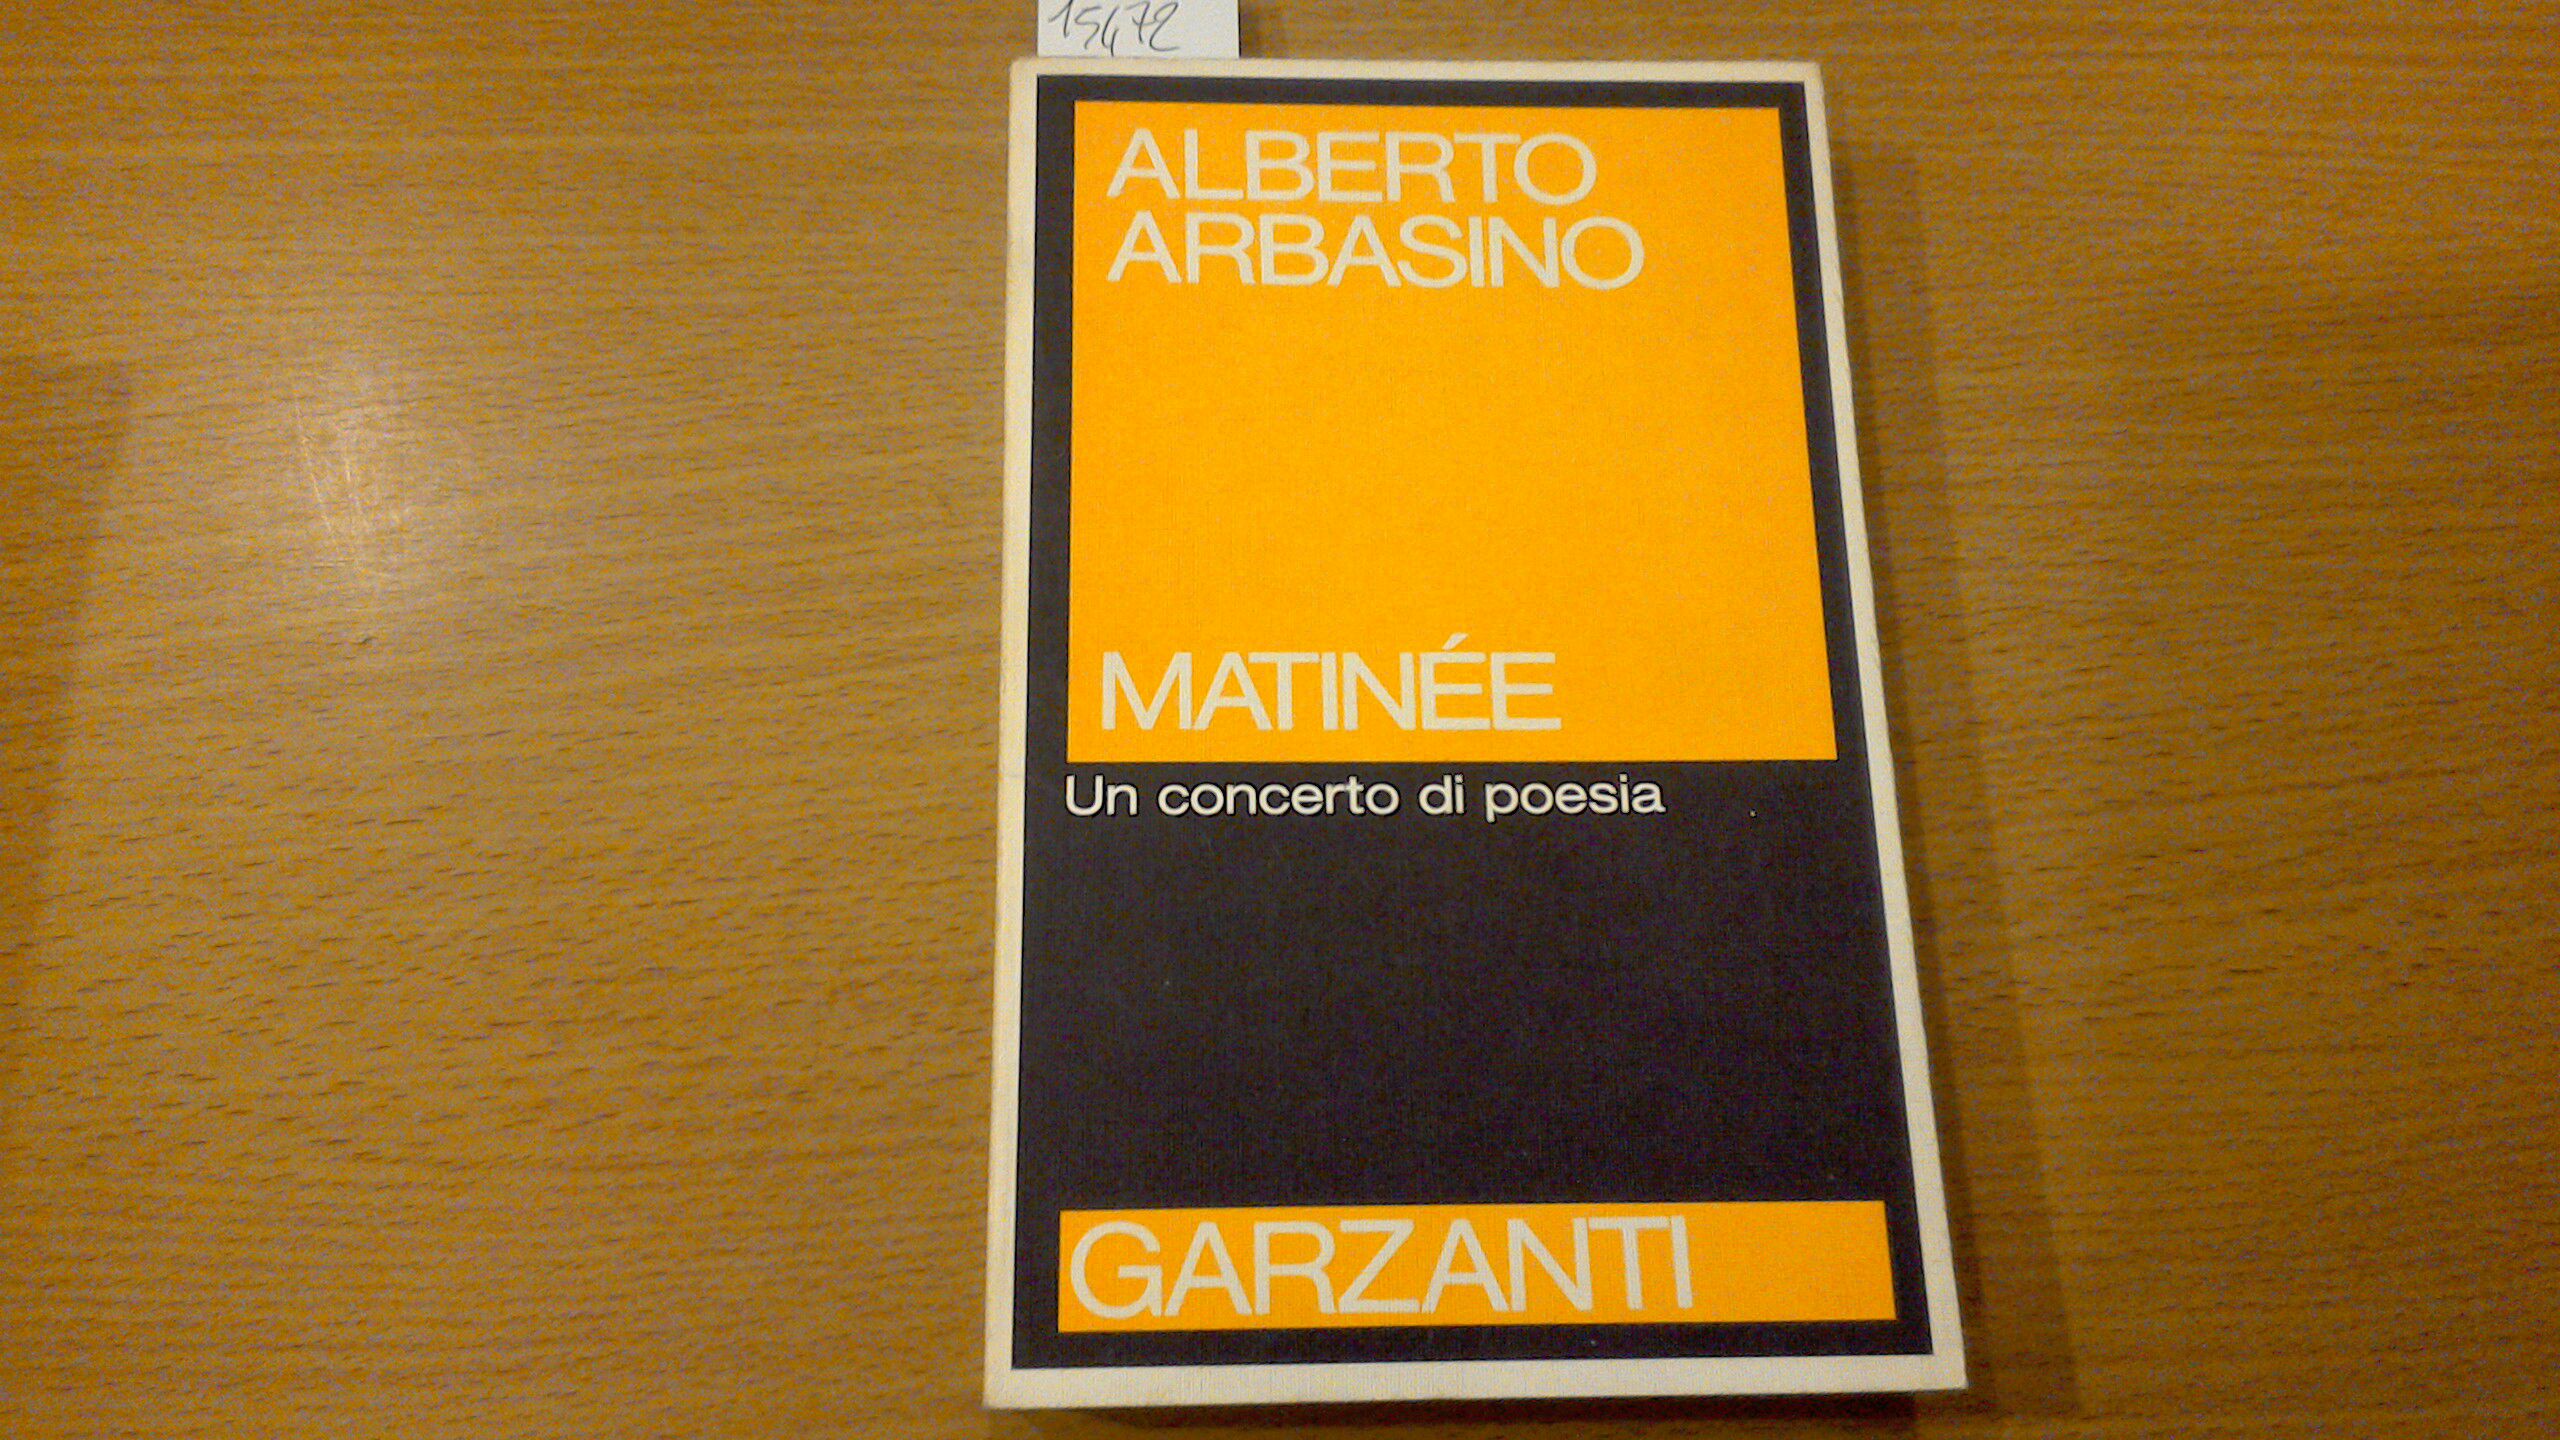 15472
ALBERTO
ARBASINO
MATINÉE
Un concerto di poesia
GARZANTI